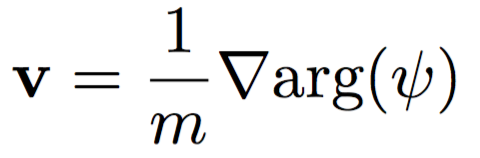 v = 1/m ∇arg(ψ)